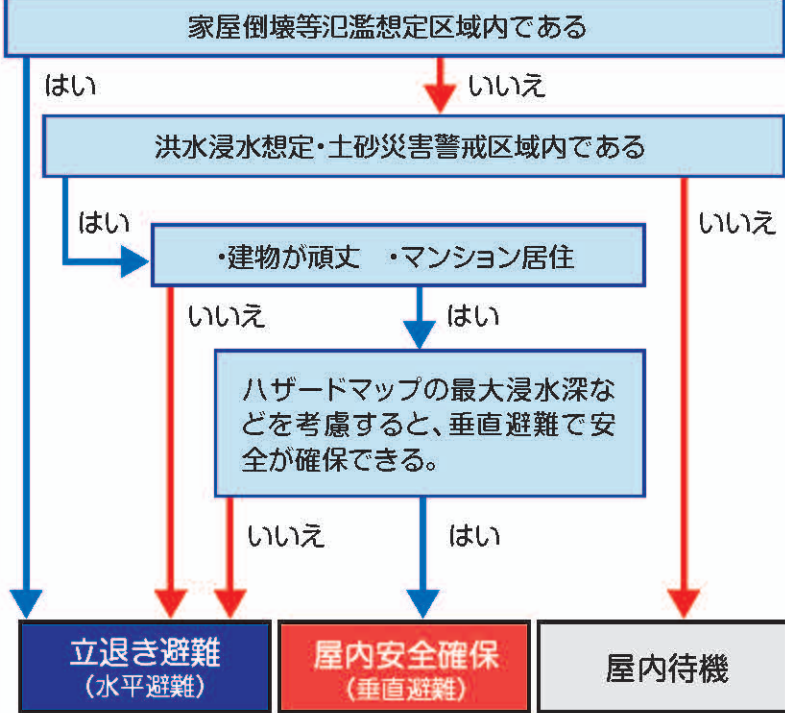 家屋倒壊等氾濫想定区域内である
はい
いいえ
洪水浸水想定・土砂災害警戒区域内である
はい
いいえ
・建物が頑丈　・マンション居住
いいえ
はい
ハザードマップの最大浸水深な
どを考慮すると、垂直避難で安
全が確保できる。
いいえ
はい
立退き避難
（水平避難）
屋内安全確保
（垂直避難）
屋内待機